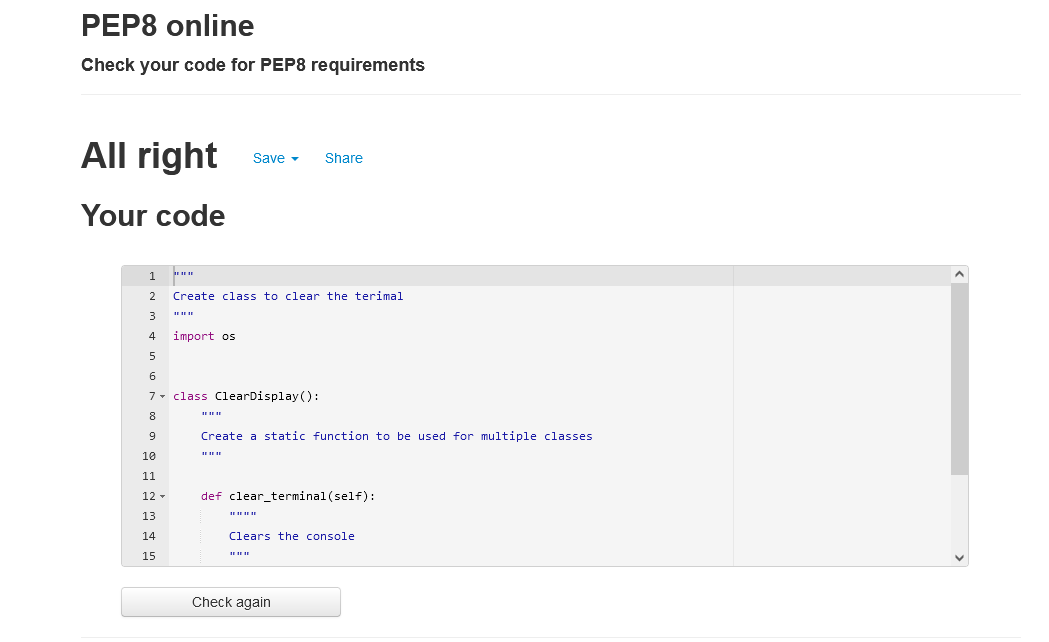 PEP8 online
Check your code for PEP8 requirements
All right Save Share
Your code
1 """
2 Create class to clear the terimal
3 """
4 import os
5
6
7 class ClearDisplay():
8 """
9 Create a static function to be used for multiple classes
10 """
11
12 def clear_terminal(self):
13 """"
14 Clears the console
15 """
Check again